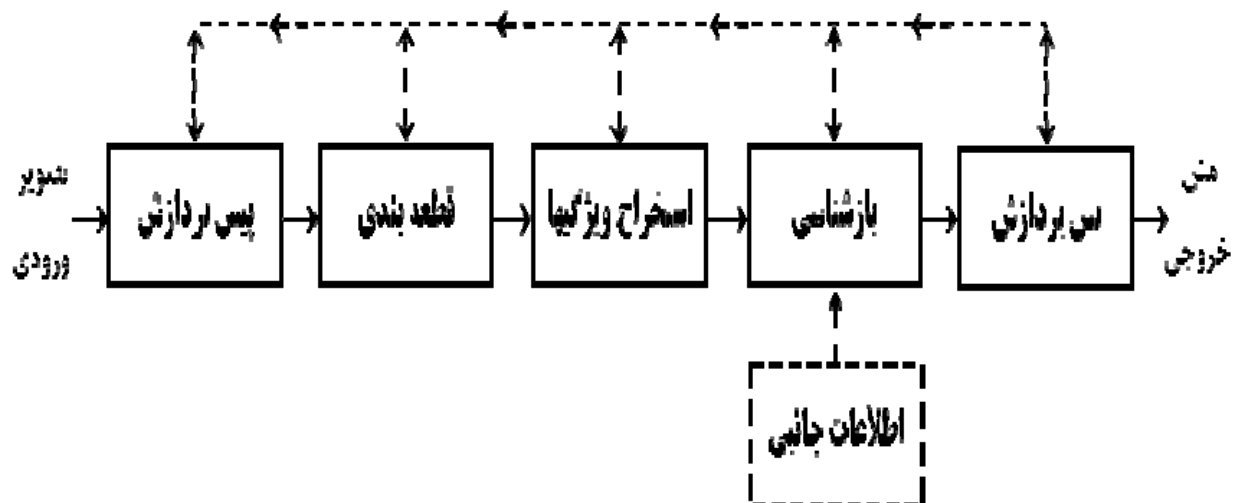 تصویر
ورودی
پیش پردازش
قطعه بندی
استخراج ویژگیها
بازشناسی
پس پردازش
متن
خروجی
اطلاعات جانبی